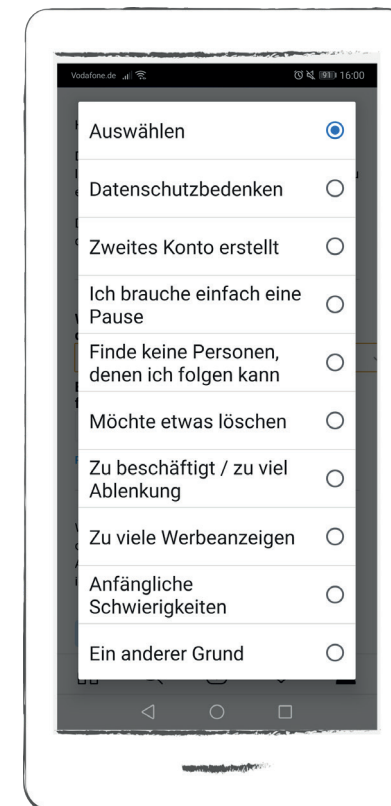 Vodafone.de 91 16:00
Auswählen
Datenschutzbedenken
Zweites Konto erstellt
Ich brauche einfach eine
Pause
Finde keine Personen,
denen ich folgen kann
Möchte etwas löschen
Zu beschäftigt / zu viel
Ablenkung
Zu viele Werbeanzeigen
Anfängliche
Schwierigkeiten
Ein anderer Grund